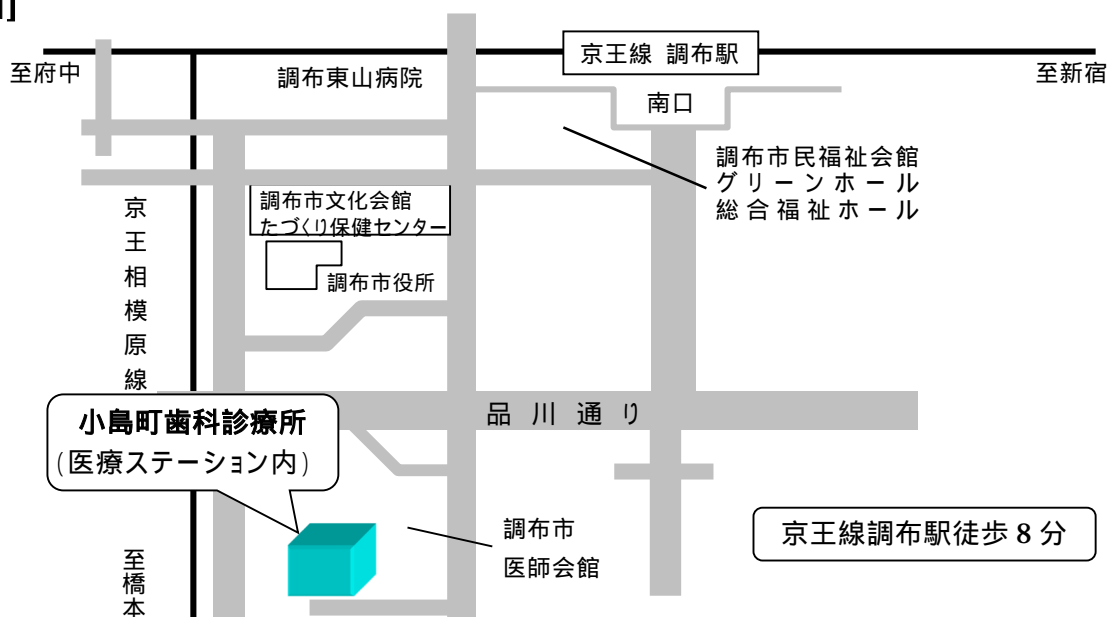 京王線 調布駅
至府中
調布東山病院
至新宿
南口
調布市民福祉会館
グリーンホール
総合福祉ホール
調布市文化会館
たづくり保健センター
調布市役所
京王相模原線
品川通り
小島町歯科診療所
(医療ステーション内)
調布市
医師会館
京王線調布駅徒歩8分
至橋本